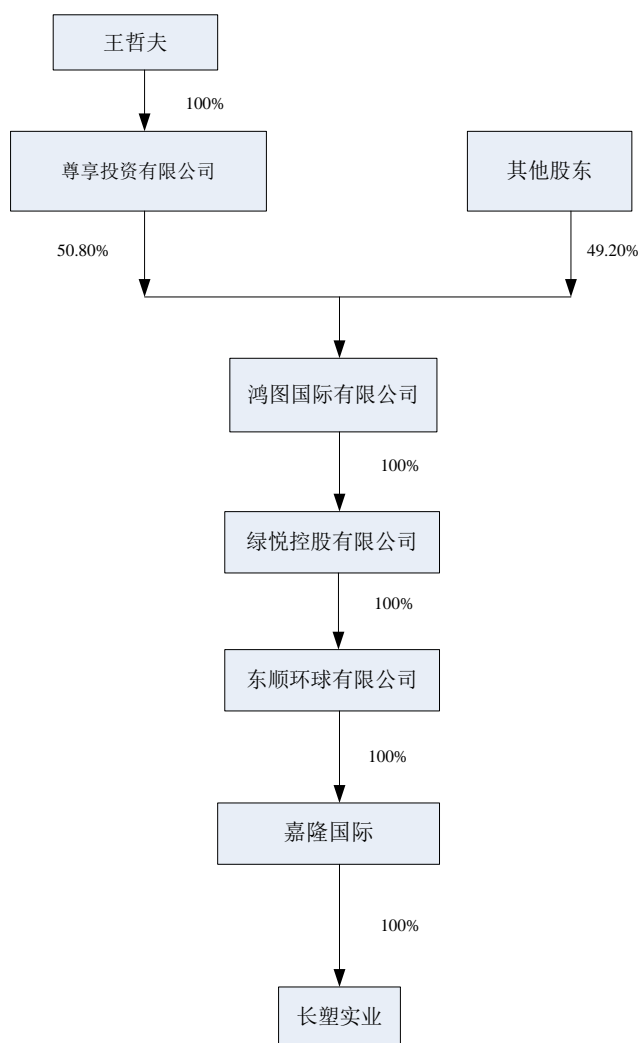 王哲夫
100%
尊享投资有限公司
其他股东
50.80%
49.20%
鸿图国际有限公司
100%
绿悦控股有限公司
100%
东顺环球有限公司
100%
嘉隆国际
100%
长塑实业